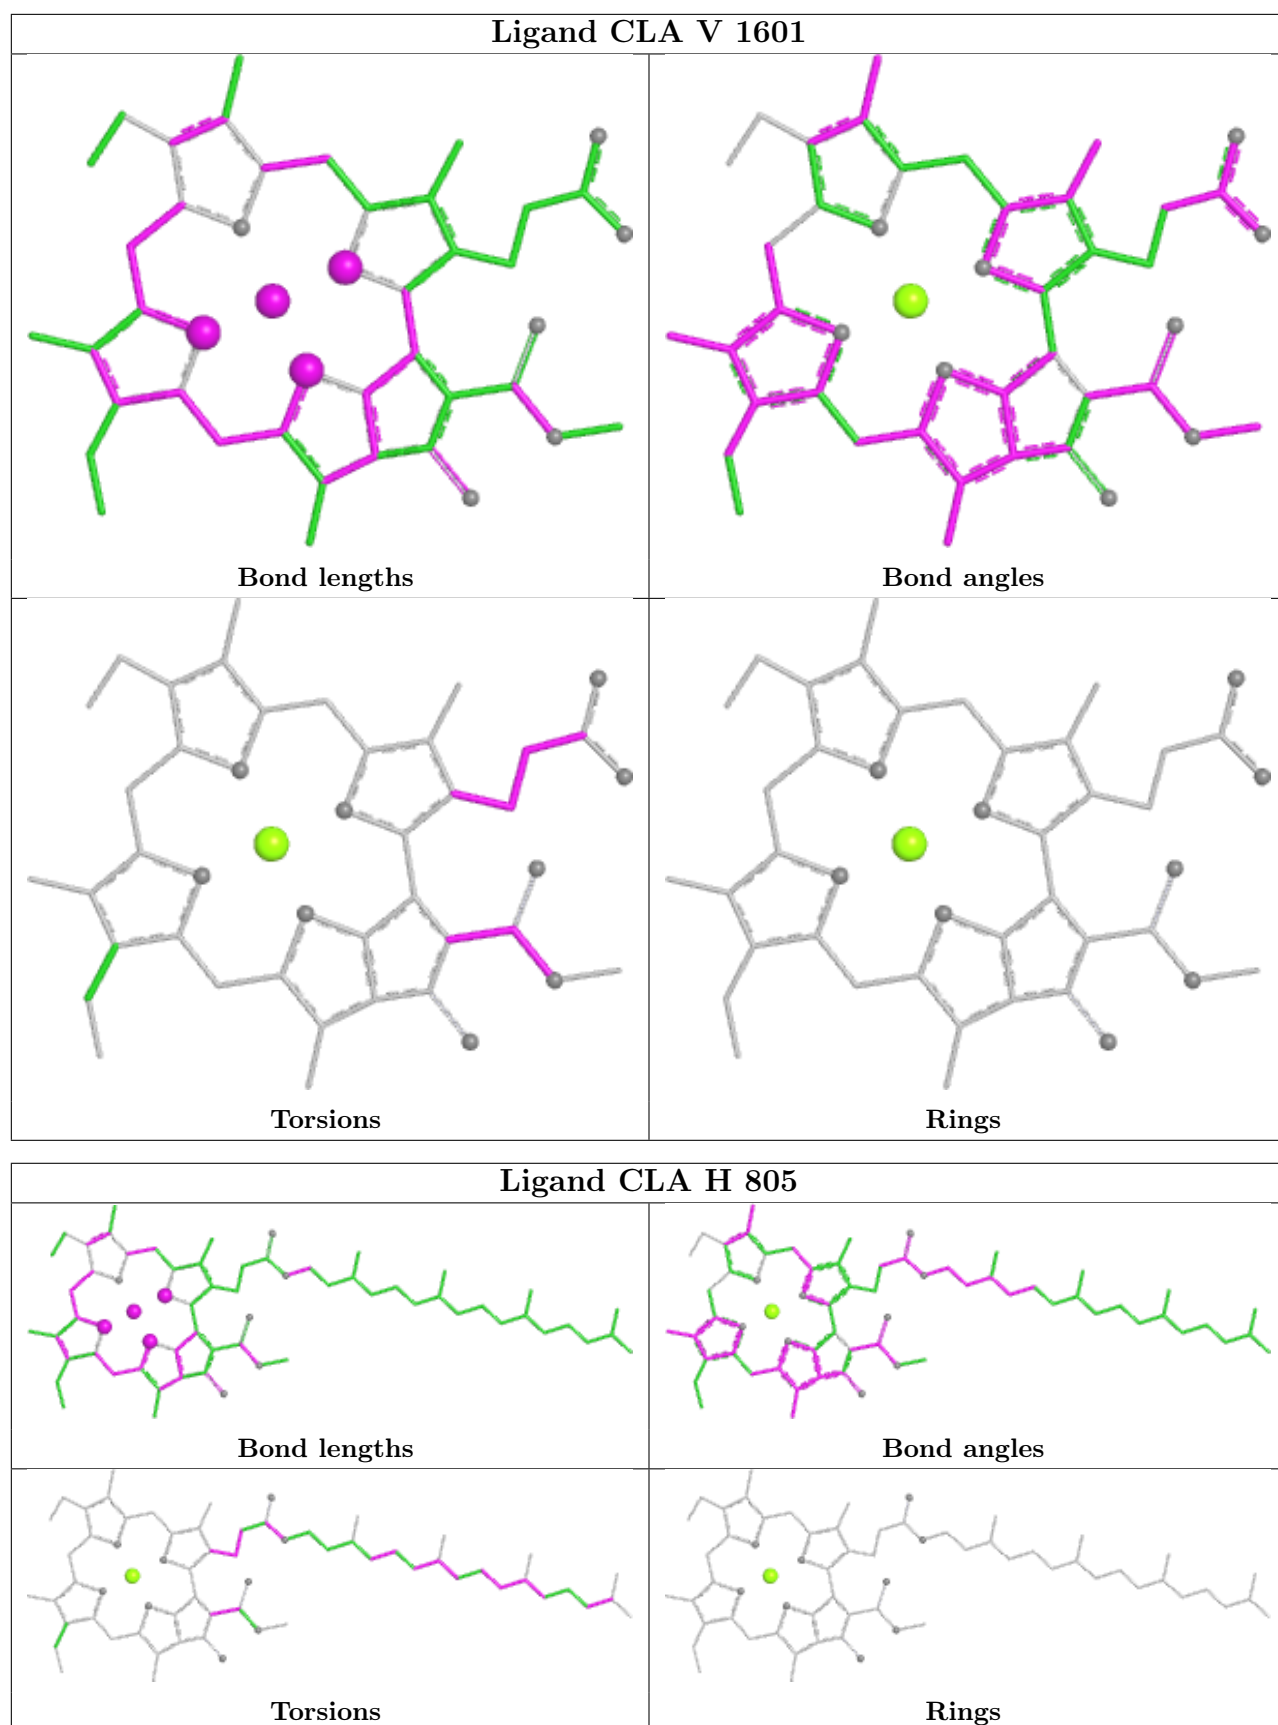 Ligand CLA V 1601
Bond lengths
Bond angles
Torsions
Rings
Ligand CLA H 805
Bond lengths
Bond angles
Torsions
Rings